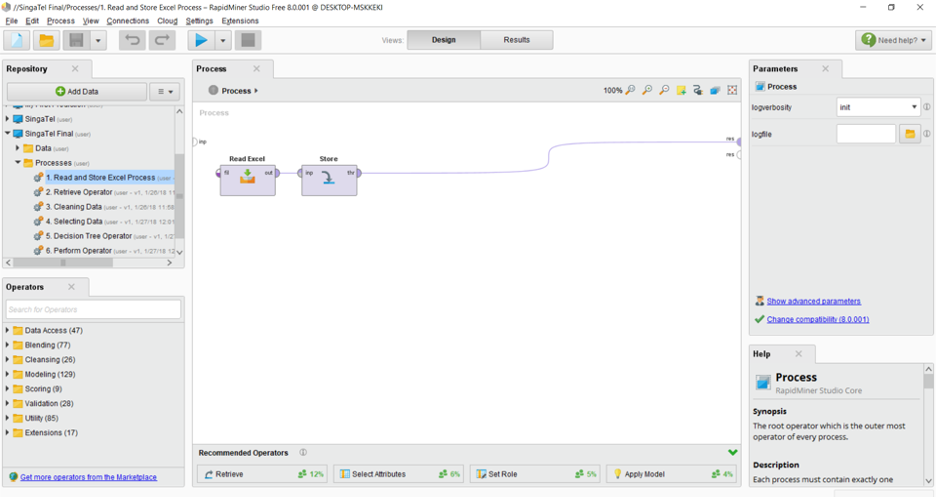 //SingaTel Final/Processes/1. Read and Store Excel Process – RapidMiner Studio Free 8.0.001 @ DESKTOP-MSKKEKI
File Edit Process View Connections Cloud Settings Extensions
Views: Design Results Need help?
Repository
Add Data
SingaTel (user)
SingaTel Final (user)
Data (user)
Processes (user)
1. Read and Store Excel Process (user -
2. Retrieve Operator (user - v1, 1/26/18 11
3. Cleaning Data (user - v1, 1/26/18 11:58
4. Selecting Data (user - v1, 1/27/18 12:01
5. Decision Tree Operator (user - v1, 1/27
6. Perform Operator (user - v1, 1/27/18 12
Operators
Search for Operators
Data Access (47)
Blending (77)
Cleansing (26)
Modeling (129)
Scoring (9)
Validation (28)
Utility (85)
Extensions (17)
Get more operators from the Marketplace
Process
Process
100%
Process
inp
res
res
Read Excel
fil out
Store
inp thr
Recommended Operators
Retrieve 12%
Select Attributes 6%
Set Role 5%
Apply Model 4%
Parameters
Process
logverbosity init
logfile
Show advanced parameters
Change compatibility (8.0.001)
Help
Process
RapidMiner Studio Core
Synopsis
The root operator which is the outer most
operator of every process.
Description
Each process must contain exactly one